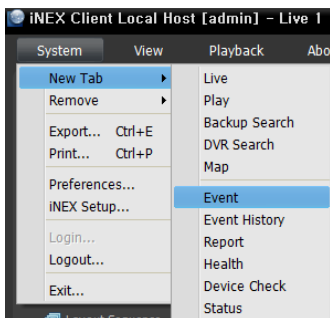 iNEX Client Local Host [admin] - Live 1
System View Playback Abo
New Tab
Remove
Export... Ctrl+E
Print... Ctrl+P
Preferences...
iNEX Setup...
Login...
Logout...
Exit...
Live
Play
Backup Search
DVR Search
Map
Event
Event History
Report
Health
Device Check
Status
Layout Sequence